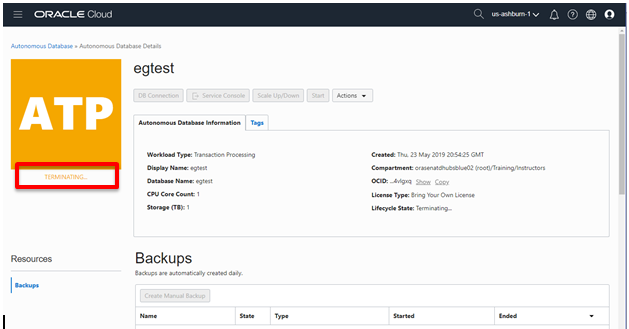 ORACLE Cloud
us-ashburn-1
Autonomous Database » Autonomous Database Details
ATP
TERMINATING...
egtest
DB Connection
Service Console
Scale Up/Down
Start
Actions
Autonomous Database Information
Tags
Workload Type: Transaction Processing
Display Name: egtest
Database Name: egtest
CPU Core Count: 1
Storage (TB): 1
Created: Thu, 23 May 2019 20:54:25 GMT
Compartment: orasenatdhubsblue02 (root)/Training/Instructors
OCID: ...4vlgxq Show Copy
License Type: Bring Your Own License
Lifecycle State: Terminating...
Resources
Backups
Backups
Backups are automatically created daily.
Create Manual Backup
Name
State
Type
Started
Ended